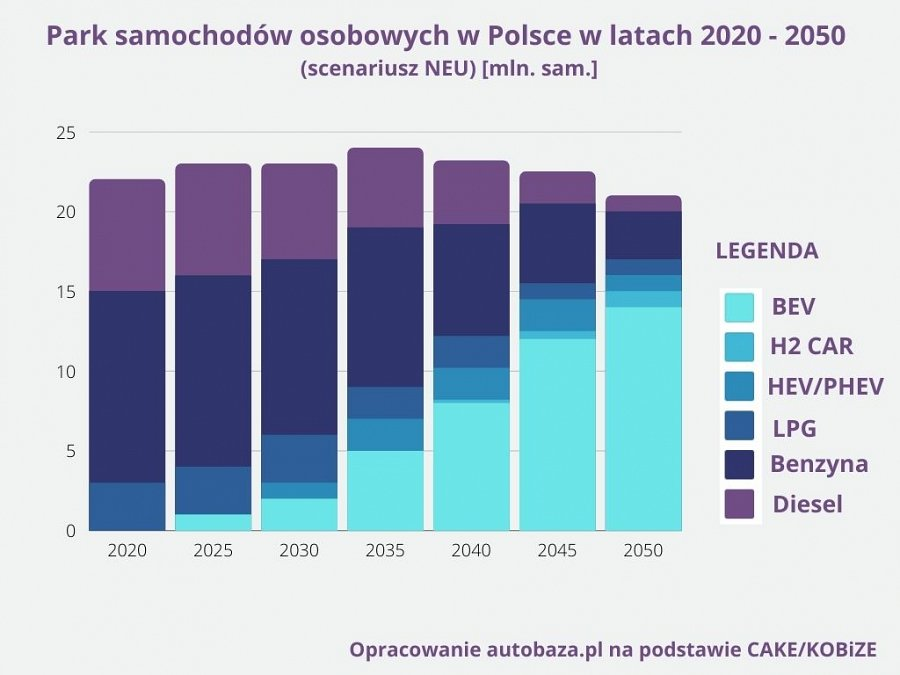 Park samochodów osobowych w Polsce w latach 2020 - 2050
(scenariusz NEU) [mln. sam.]
25
20
15
10
5
0
2020 2025 2030 2035 2040 2045 2050
LEGENDA
BEV
H2 CAR
HEV/PHEV
LPG
Benzyna
Diesel
Opracowanie autobaza.pl na podstawie CAKE/KOBiZE